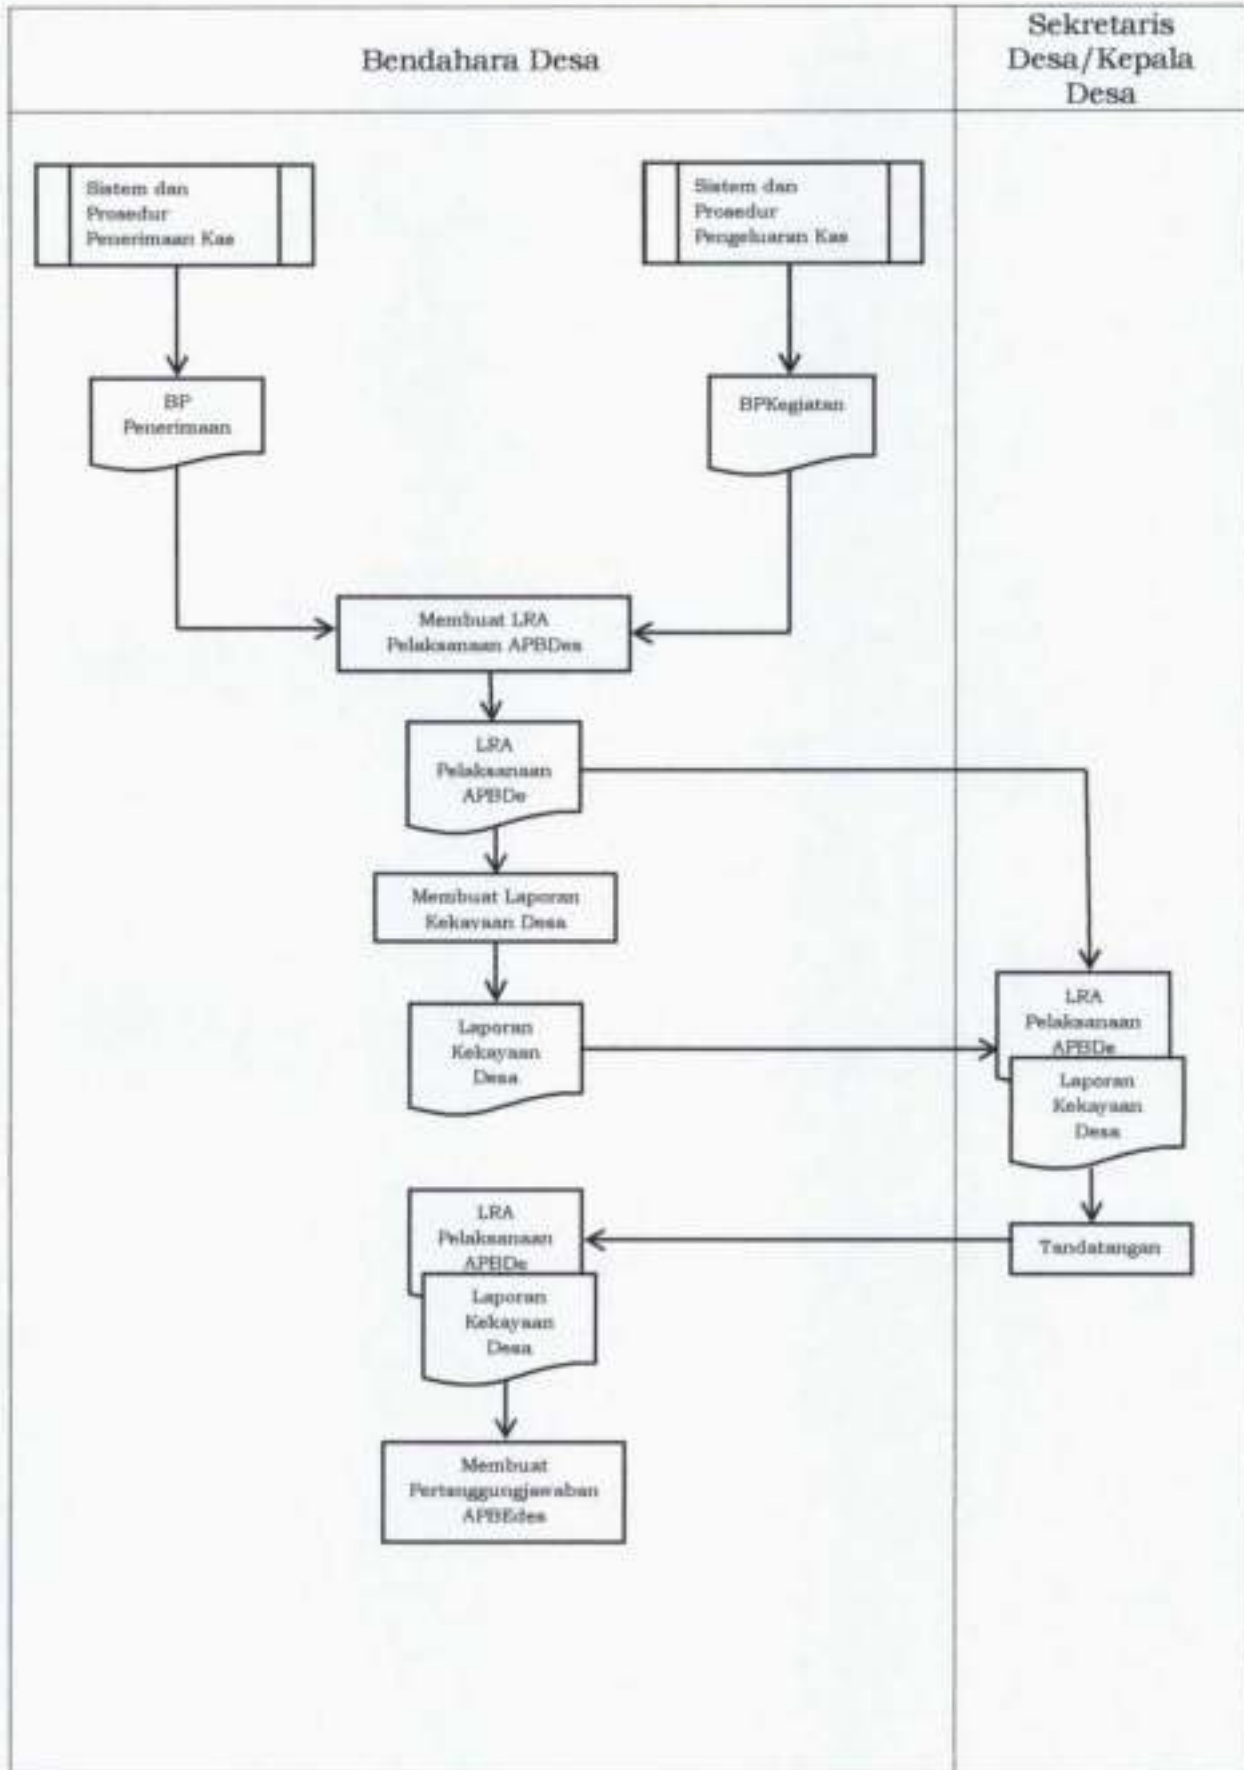 Bendahara Desa
Sekretaris
Desa/Kepala
Desa
Sistem dan
Prosedur
Penerimaan Kas
Sistem dan
Prosedur
Pengeluaran Kas
BP
Penerimaan
BPKegiatan
Membuat LRA
Pelaksanaan APBDes
LRA
Pelaksanaan
APBDe
Membuat Laporan
Kekayaan Desa
Laporan
Kekayaan
Desa
LRA
Pelaksanaan
APBDe
Laporan
Kekayaan
Desa
Tandatangan
LRA
Pelaksanaan
APBDe
Laporan
Kekayaan
Desa
Membuat
Pertanggungjawaban
APBEdes